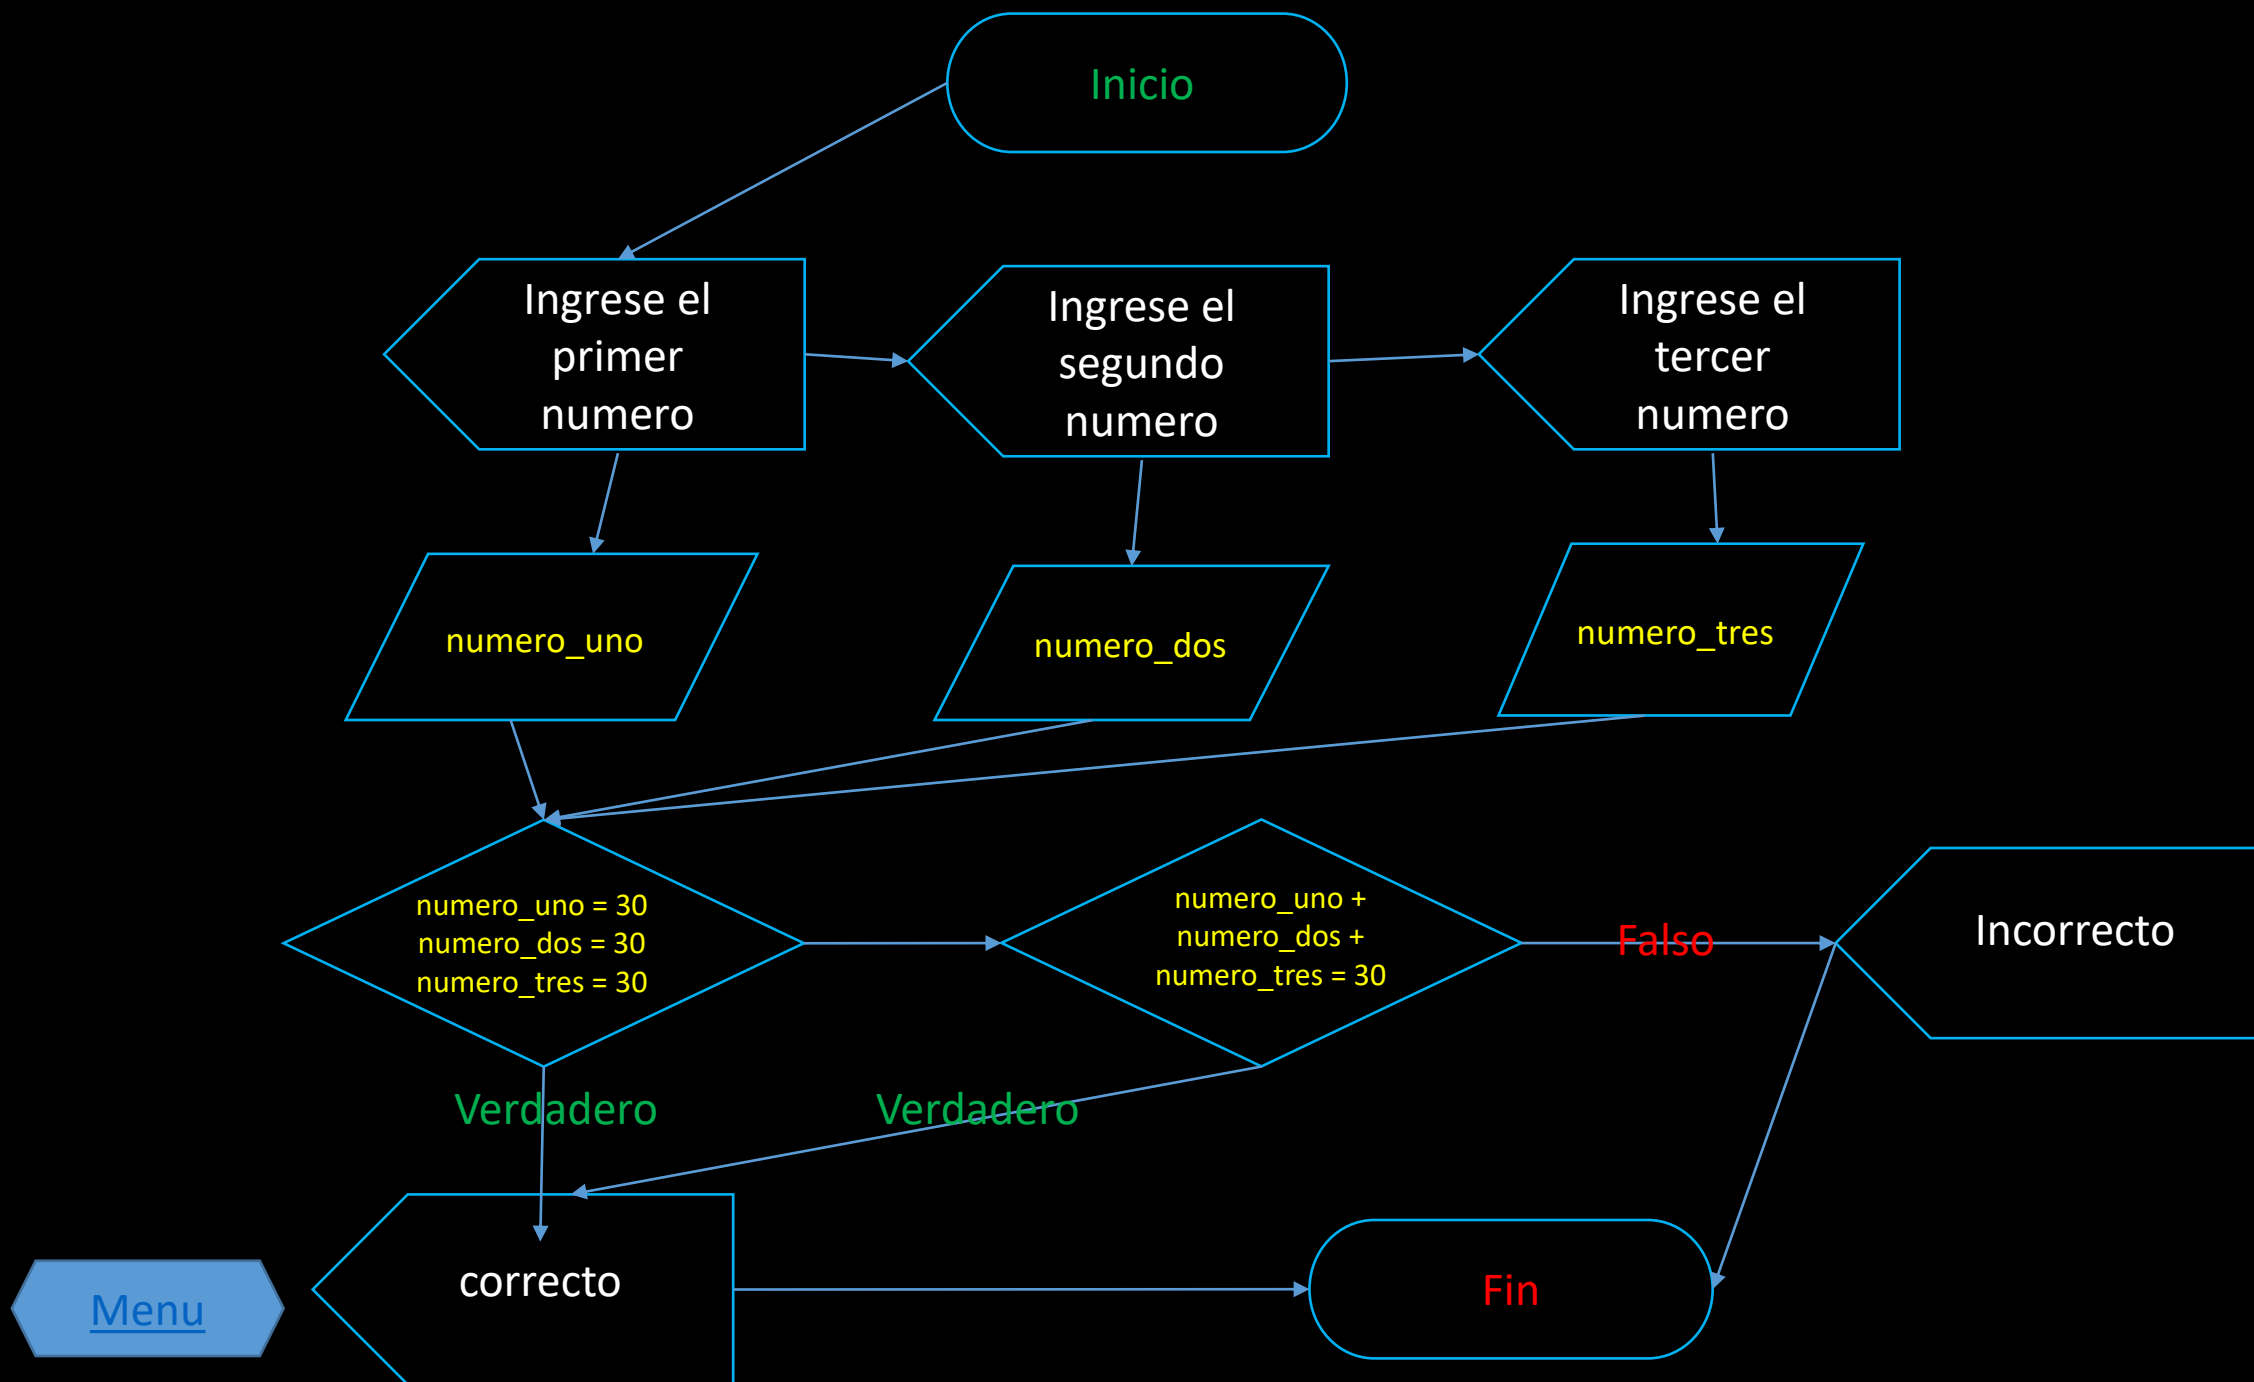 Inicio
Ingrese el
primer
numero
Ingrese el
segundo
numero
Ingrese el
tercer
numero
numero_uno
numero_dos
numero_tres
numero_uno = 30
numero_dos = 30
numero_tres = 30
numero_uno +
numero_dos +
numero_tres = 30
Falso
Incorrecto
Verdadero
Verdadero
correcto
Menu
Fin